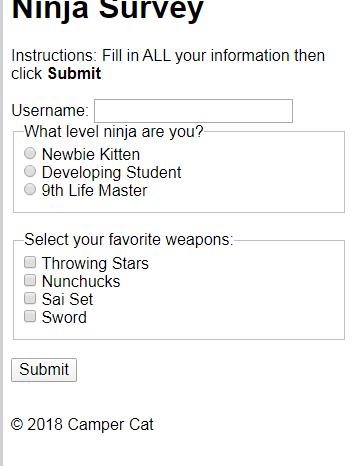 Ninja Survey
Instructions: Fill in ALL your information then
click Submit
Username:
What level ninja are you?
Newbie Kitten
Developing Student
9th Life Master
Select your favorite weapons:
Throwing Stars
Nunchucks
Sai Set
Sword
Submit
© 2018 Camper Cat